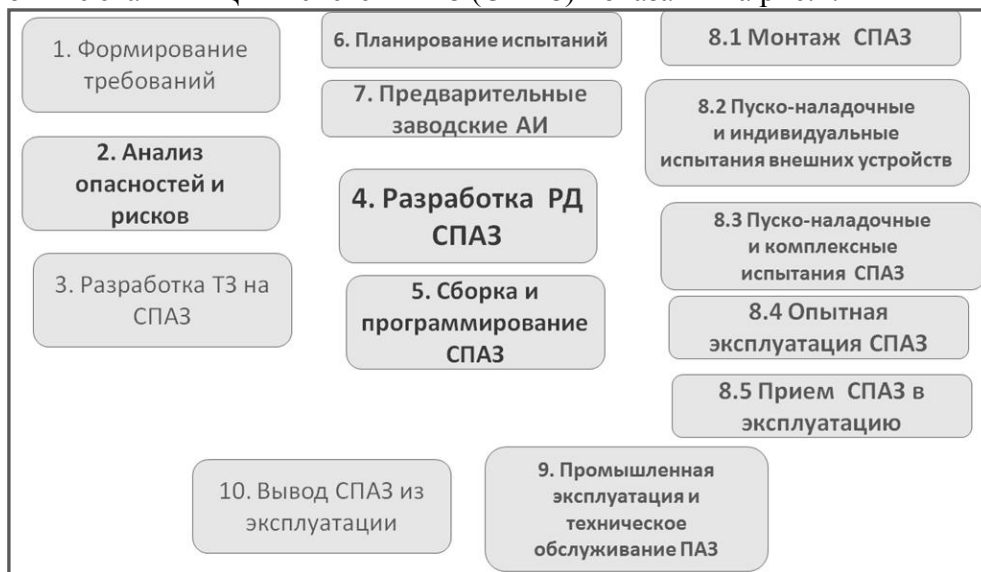 1. Формирование
требований
2. Анализ
опасностей и
рисков
3. Разработка ТЗ на
СПАЗ
6. Планирование испытаний
7. Предварительные
заводские АИ
4. Разработка РД
СПАЗ
5. Сборка и
программирование
СПАЗ
8.1 Монтаж СПАЗ
8.2 Пуско-наладочные
и индивидуальные
испытания внешних устройств
8.3 Пуско-наладочные
и комплексные
испытания СПАЗ
8.4 Опытная
эксплуатация СПАЗ
8.5 Прием СПАЗ в
эксплуатацию
10. Вывод СПАЗ из
эксплуатации
9. Промышленная
эксплуатация и
техническое
обслуживание ПАЗ